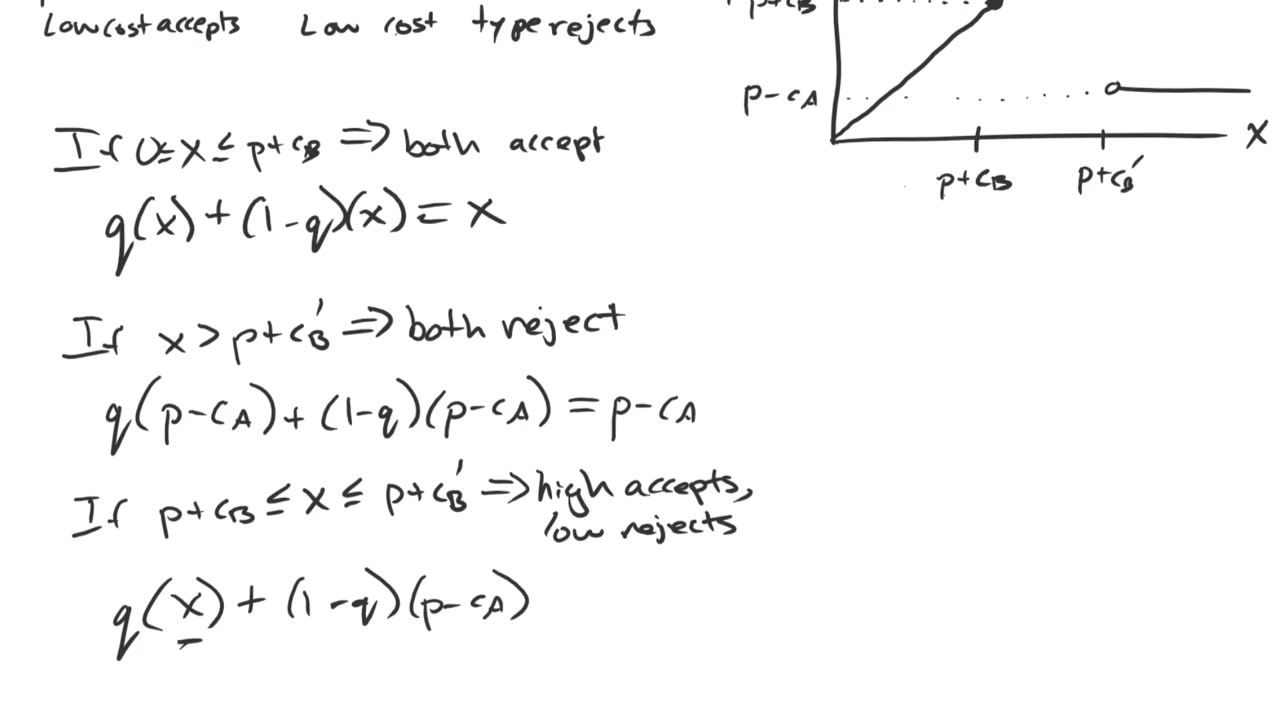 Low cost accepts Low cost type rejects
If 0≤x ≤ p+cB ⇒ both accept
q(x) + (1-q)(x) = x
If x > p+cB' ⇒ both reject
q(p-cA) + (1-q)(p-cA) = p-cA
If p+cB ≤ x ≤ p+cB' ⇒ high accepts,
low rejects
q(x) + (1-q)(p-cA)
p+cB
p-cA
x
p+cB p+cB'